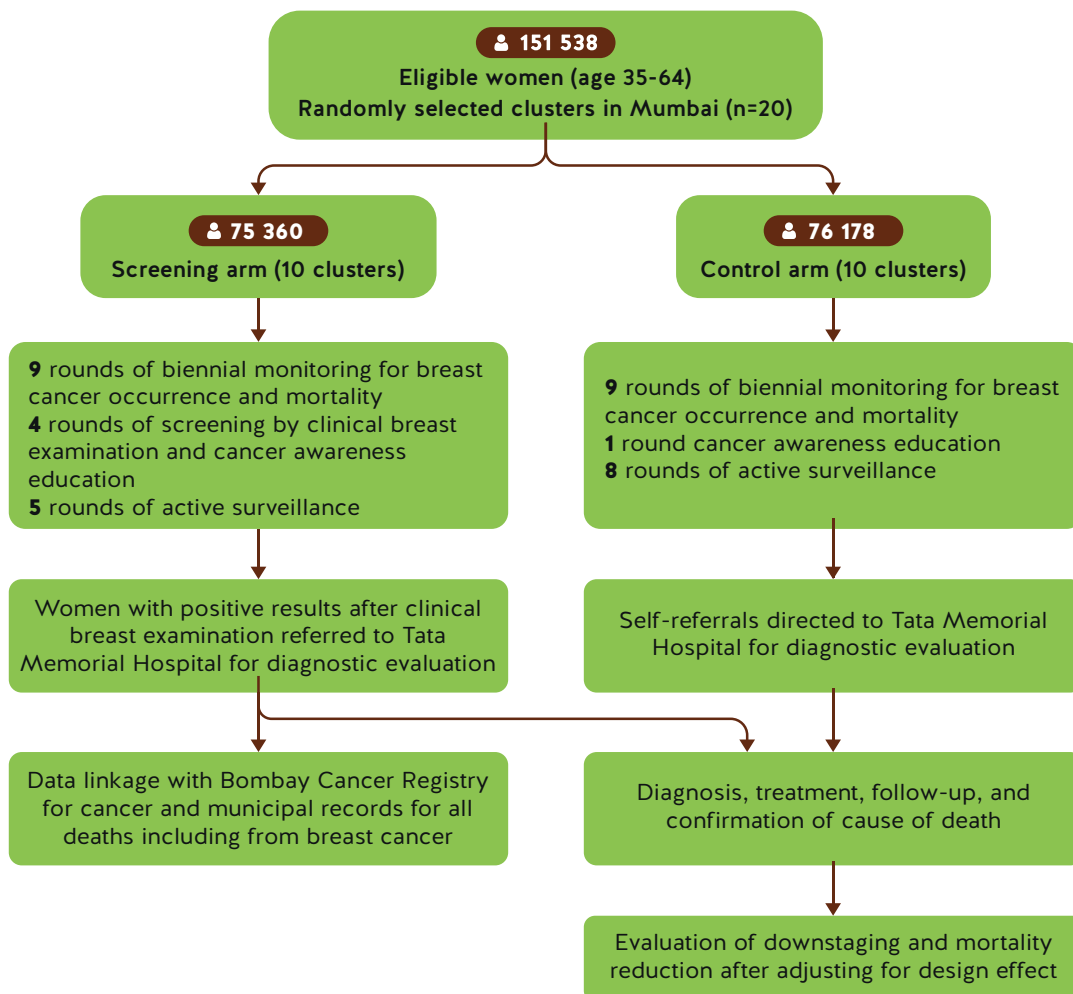 151 538
Eligible women (age 35-64)
Randomly selected clusters in Mumbai (n=20)
75 360
Screening arm (10 clusters)
76 178
Control arm (10 clusters)
9 rounds of biennial monitoring for breast
cancer occurrence and mortality
4 rounds of screening by clinical breast
examination and cancer awareness
education
5 rounds of active surveillance
9 rounds of biennial monitoring for breast
cancer occurrence and mortality
1 round cancer awareness education
8 rounds of active surveillance
Women with positive results after clinical
breast examination referred to Tata
Memorial Hospital for diagnostic evaluation
Self-referrals directed to Tata Memorial
Hospital for diagnostic evaluation
Data linkage with Bombay Cancer Registry
for cancer and municipal records for all
deaths including from breast cancer
Diagnosis, treatment, follow-up, and
confirmation of cause of death
Evaluation of downstaging and mortality
reduction after adjusting for design effect